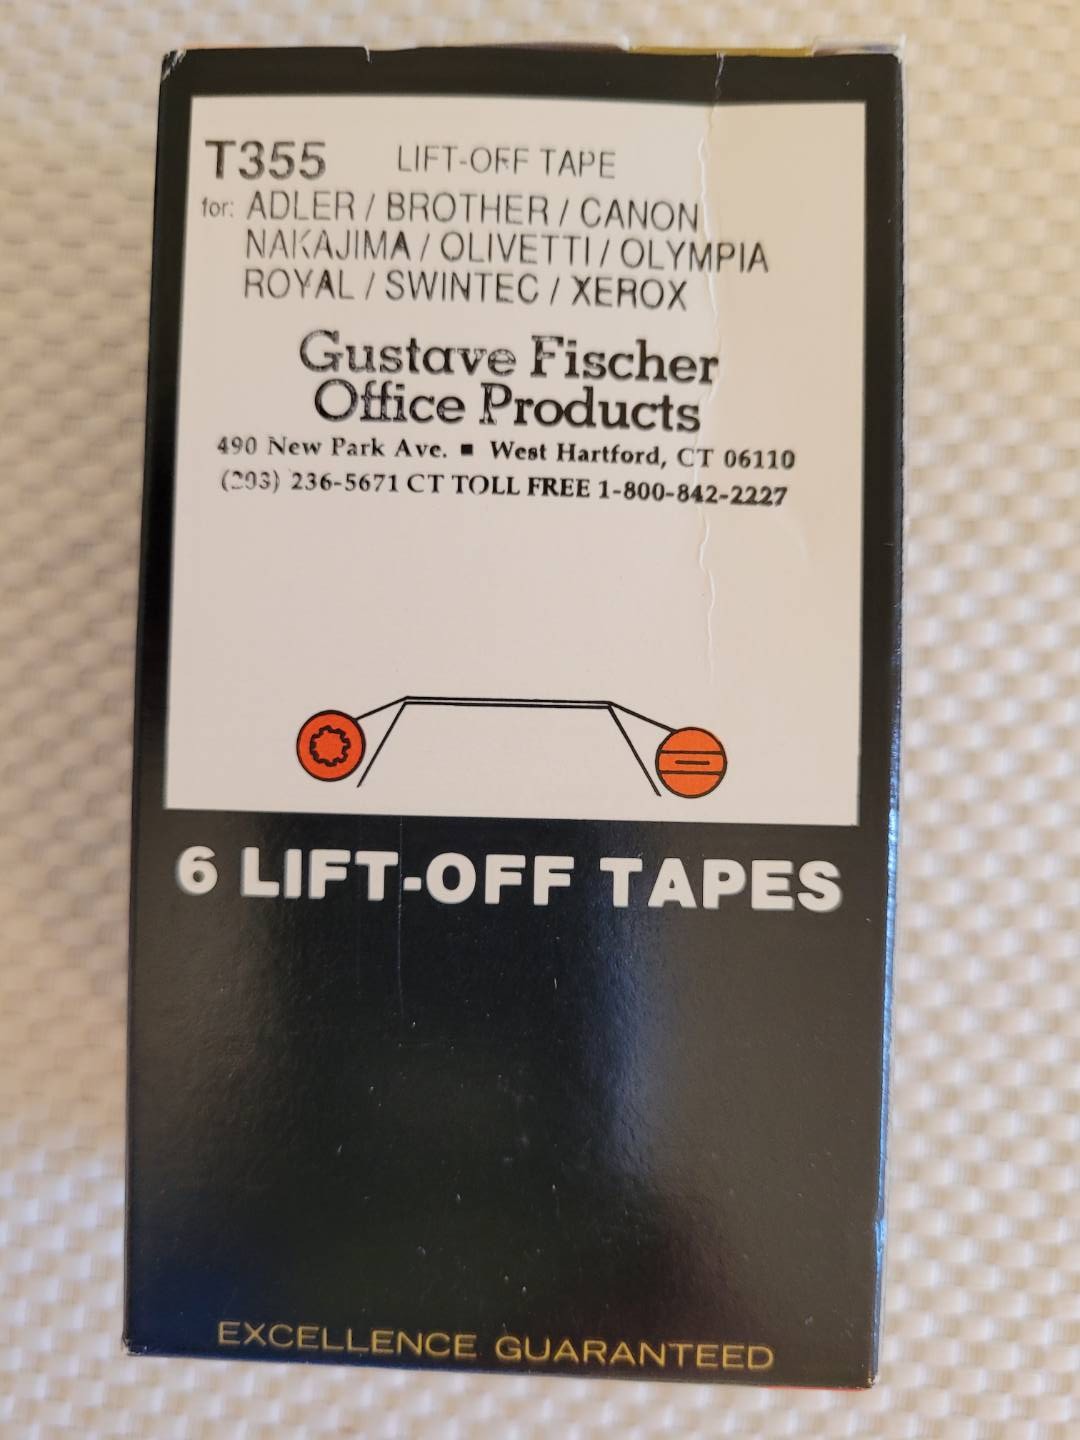 T355 LIFT-OFF TAPE
for: ADLER / BROTHER / CANON
NAKAJIMA / OLIVETTI / OLYMPIA
ROYAL / SWINTEC / XEROX
Gustave Fischer
Office Products
490 New Park Ave. ■ West Hartford, CT 06110
(203) 236-5671 CT TOLL FREE 1-800-842-2227
6 LIFT-OFF TAPES
EXCELLENCE GUARANTEED